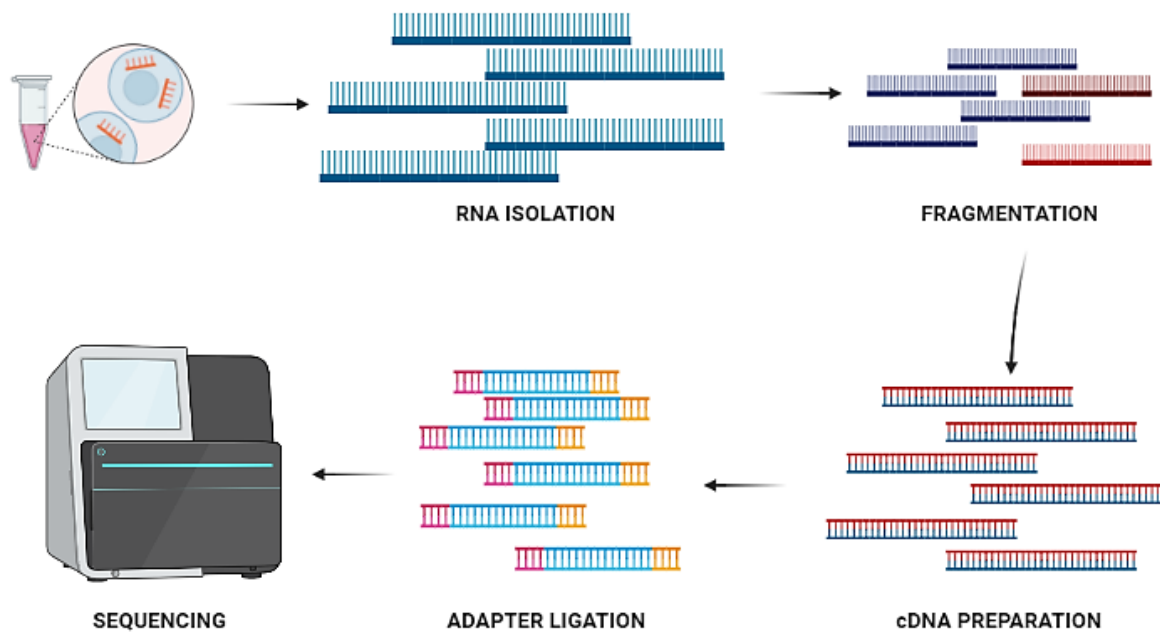 RNA ISOLATION
FRAGMENTATION
cDNA PREPARATION
ADAPTER LIGATION
SEQUENCING